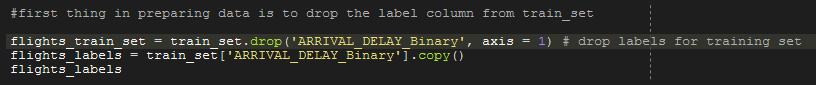 #first thing in preparing data is to drop the label column from train_set
flights_train_set = train_set.drop('ARRIVAL_DELAY_Binary', axis = 1) # drop labels for training set
flights_labels = train_set['ARRIVAL_DELAY_Binary'].copy()
flights_labels